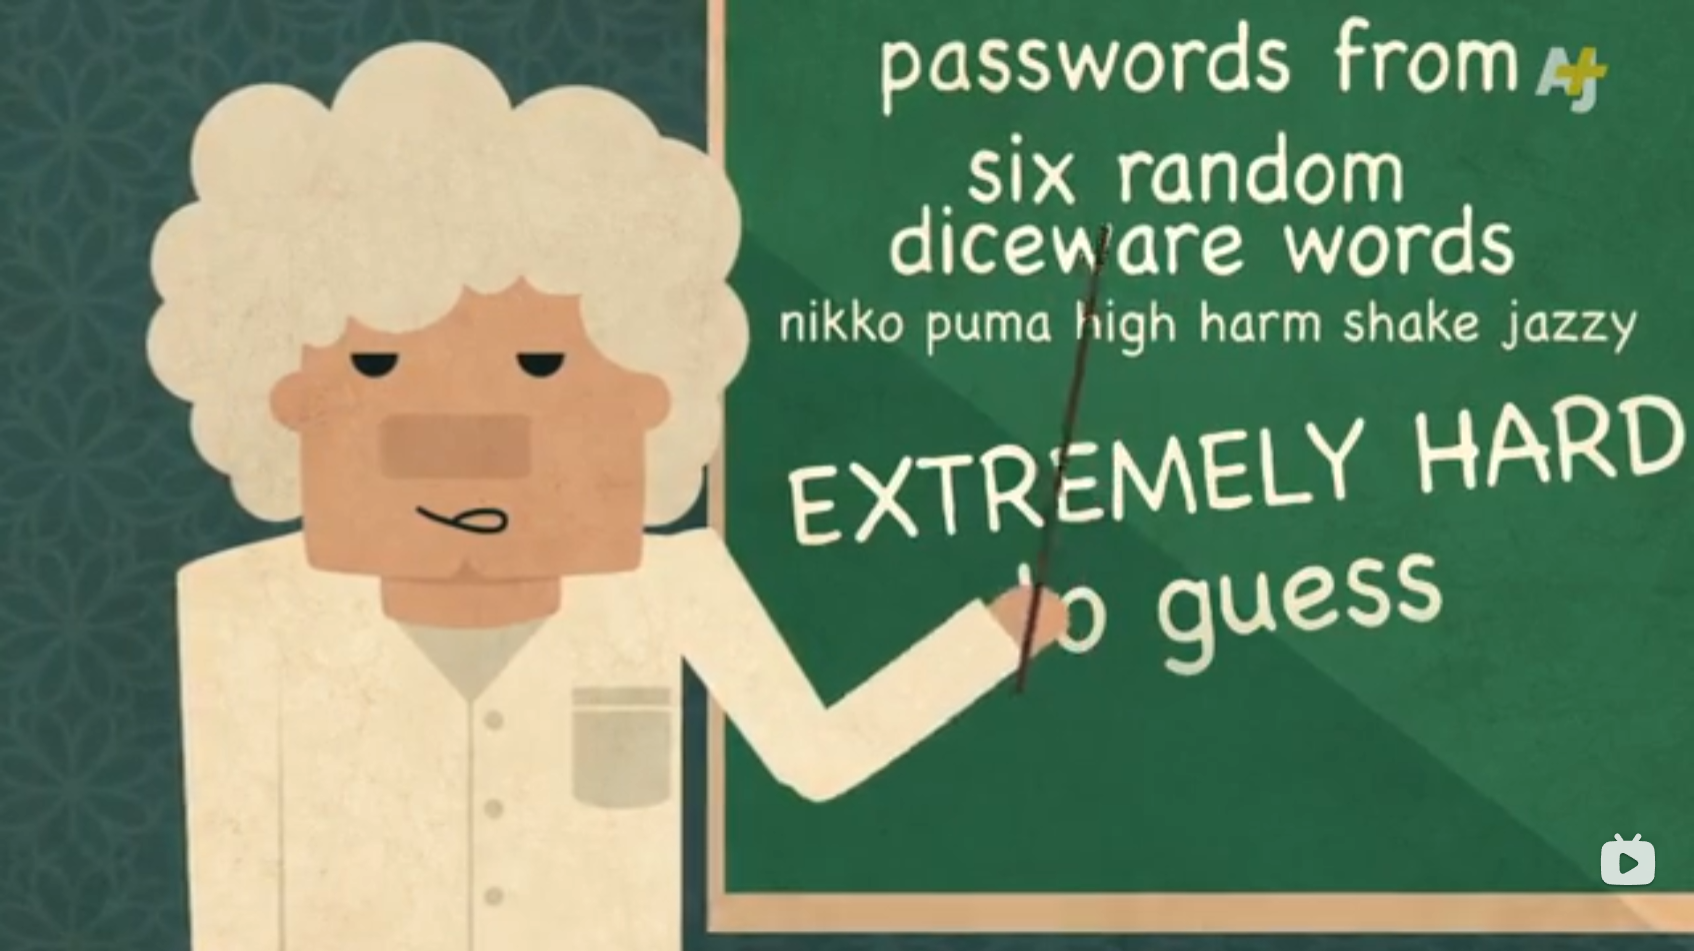 passwords from
AJ+
six random
diceware words
nikko puma high harm shake jazzy
EXTREMELY HARD
to guess